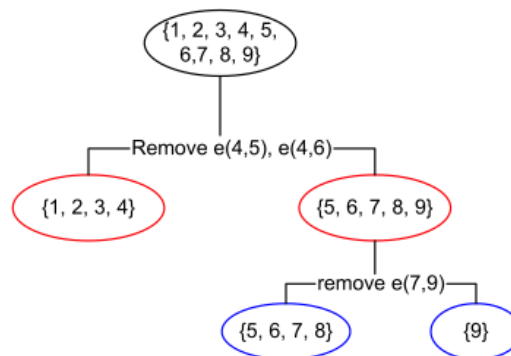 {1, 2, 3, 4, 5,
6,7, 8, 9}
Remove e(4,5), e(4,6)
{1, 2, 3, 4}
{5, 6, 7, 8, 9}
remove e(7,9)
{5, 6, 7, 8}
{9}